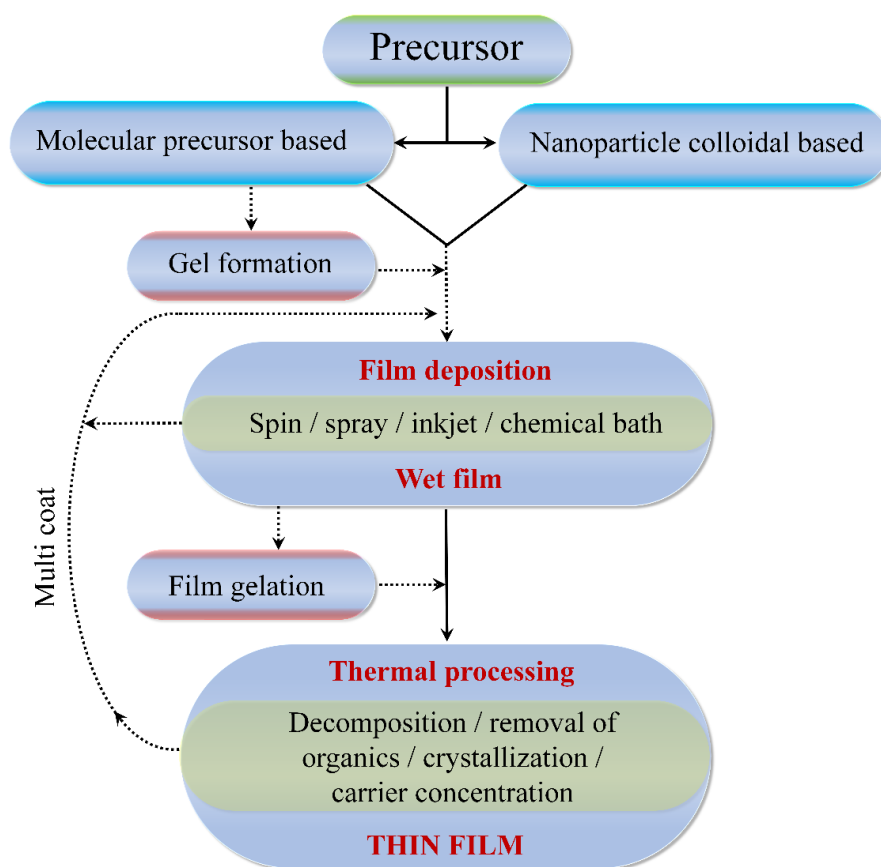 Precursor
Molecular precursor based
Nanoparticle colloidal based
Gel formation
Film deposition
Spin / spray / inkjet / chemical bath
Wet film
Multi coat
Film gelation
Thermal processing
Decomposition / removal of
organics / crystallization /
carrier concentration
THIN FILM